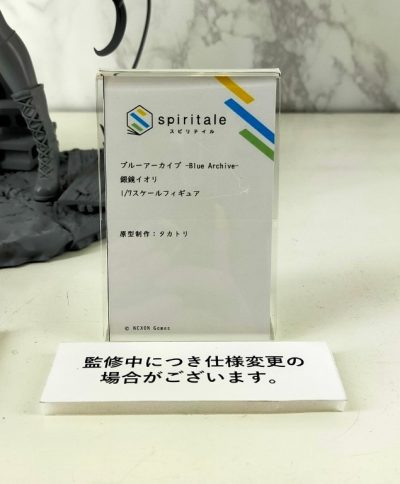 spiritale
スピリテイル
ブルーアーカイブ -Blue Archive-
銀鏡イオリ
1/7スケールフィギュア
原型制作：タカトリ
© NEXON Games
監修中につき仕様変更の
場合がございます。